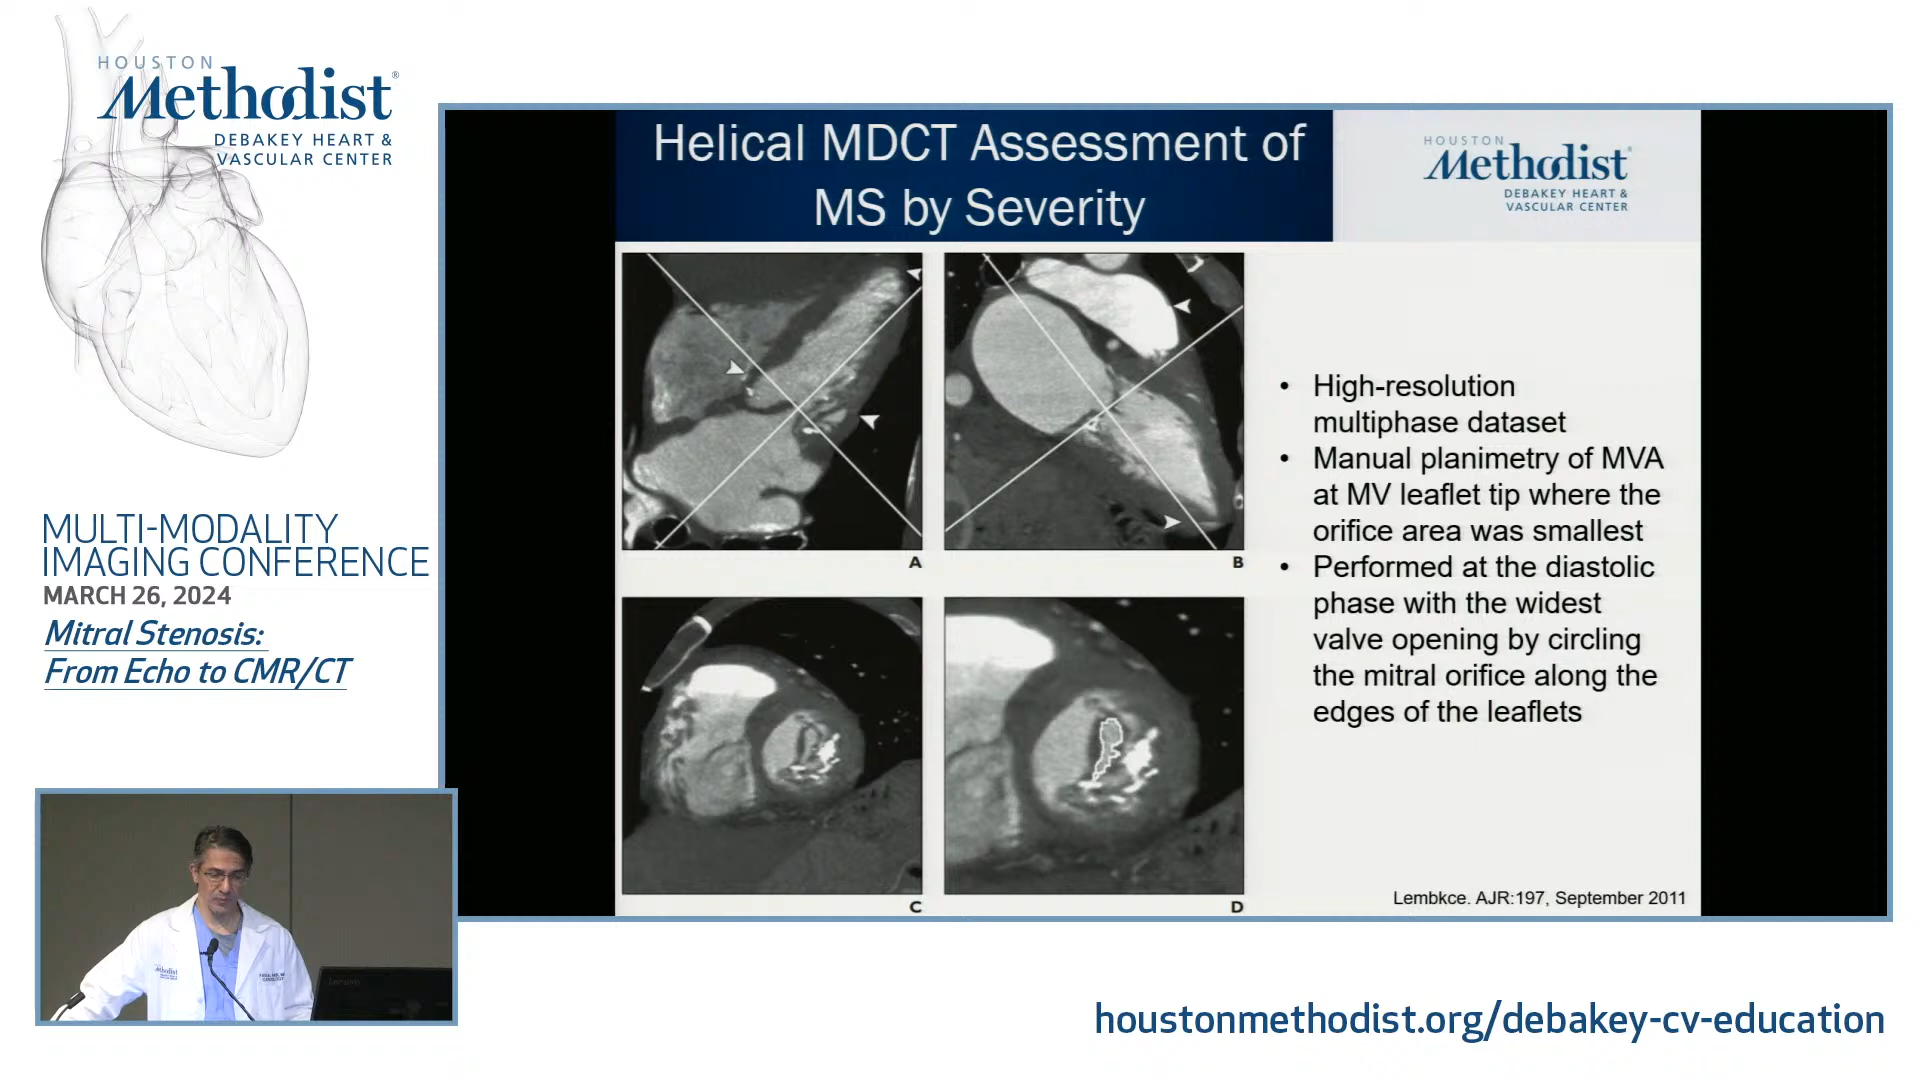 HOUSTON
Methodist®
DEBAKEY HEART &
VASCULAR CENTER
MULTI-MODALITY
IMAGING CONFERENCE
MARCH 26, 2024
Mitral Stenosis:
From Echo to CMR/CT
Helical MDCT Assessment of
MS by Severity
HOUSTON
Methodist®
DEBAKEY HEART &
VASCULAR CENTER
A
B
C
D
• High-resolution
multiphase dataset
• Manual planimetry of MVA
at MV leaflet tip where the
orifice area was smallest
• Performed at the diastolic
phase with the widest
valve opening by circling
the mitral orifice along the
edges of the leaflets
Lembkce. AJR:197, September 2011
Methodist
houstonmethodist.org/debakey-cv-education